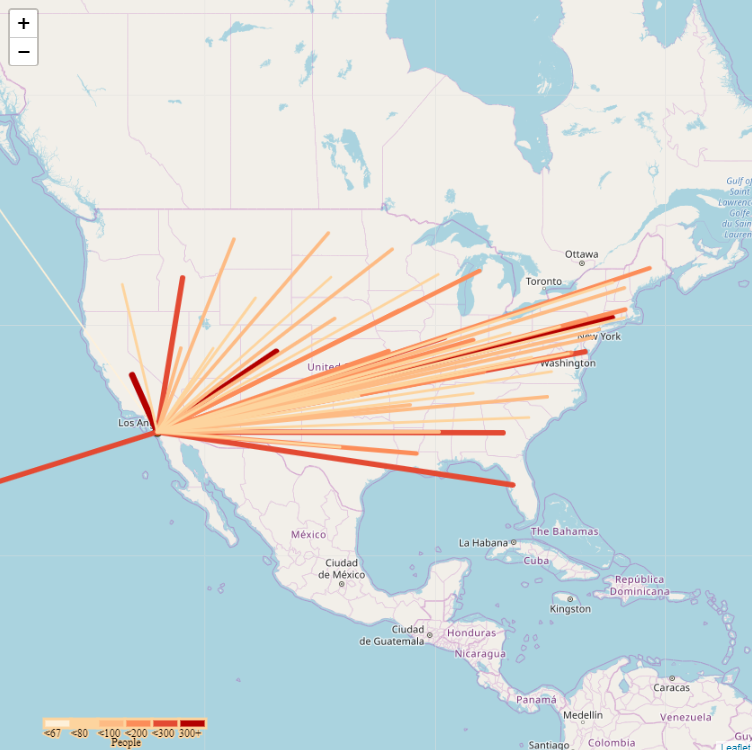 +
−
Gulf of
Saint
Lawrence
Golfe
du Saint
Ottawa
Toronto
New York
Washington
United
Los An
México
Ciudad
de México
La Habana
The Bahamas
Cuba
República
Dominicana
Kingston
Ciudad
de Guatemala
Honduras
Nicaragua
Panamá
Caracas
Medellín
Venezuela
Santiago
Colombia
Guy
<67 <80 <100 <200 <300 300+
People
Leaflet